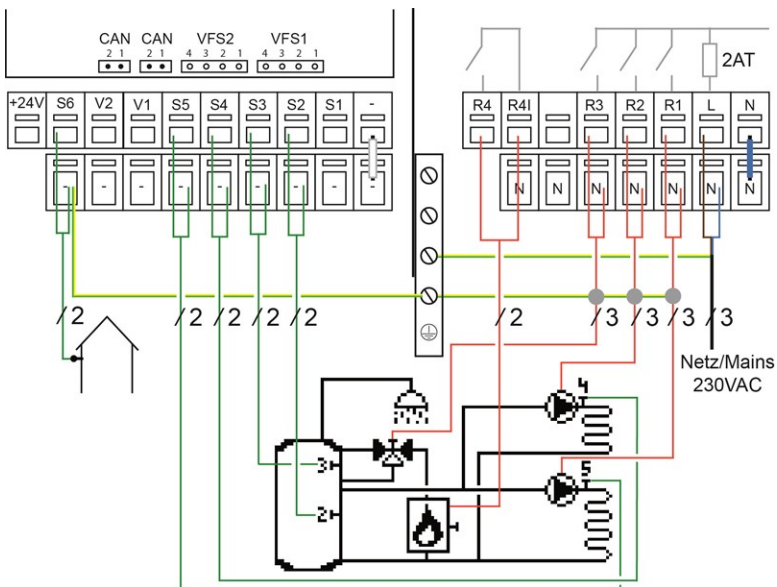 CAN CAN VFS2 VFS1
2 1 2 1 4 3 2 1 4 3 2 1
2AT
+24V S6 V2 V1 S5 S4 S3 S2 S1 - R4 R4I R3 R2 R1 L N
- - - - - - - - - N N N N N N N
/2 /2 /2 /2 /2 /2 /3 /3 /3 /3
Netz/Mains
230VAC
4
3
5
2